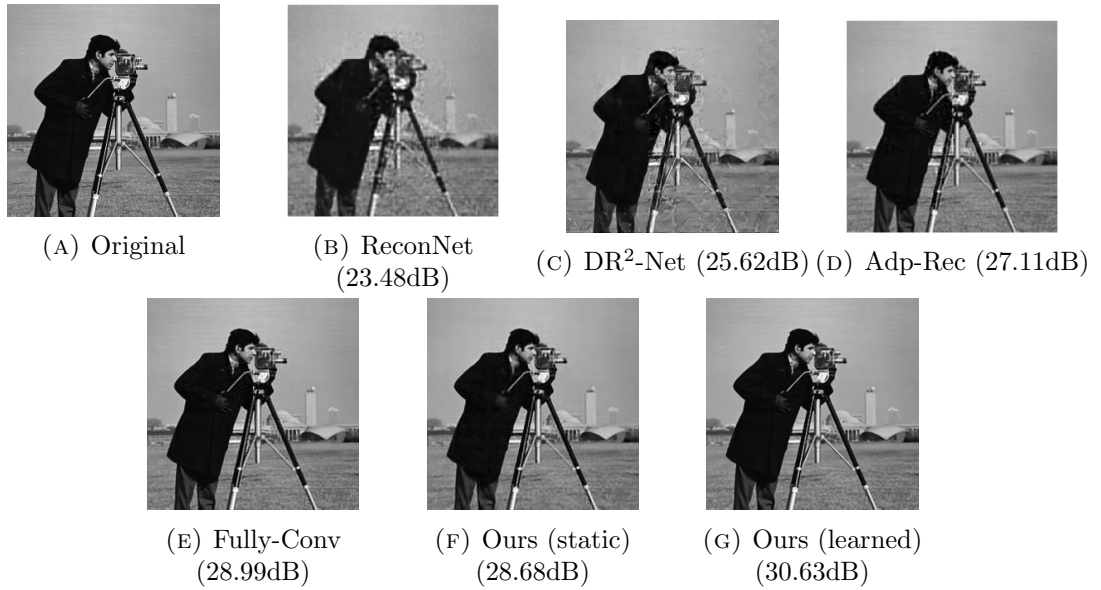 (A) Original
(B) ReconNet
(23.48dB)
(C) DR²-Net (25.62dB)
(D) Adp-Rec (27.11dB)
(E) Fully-Conv
(28.99dB)
(F) Ours (static)
(28.68dB)
(G) Ours (learned)
(30.63dB)